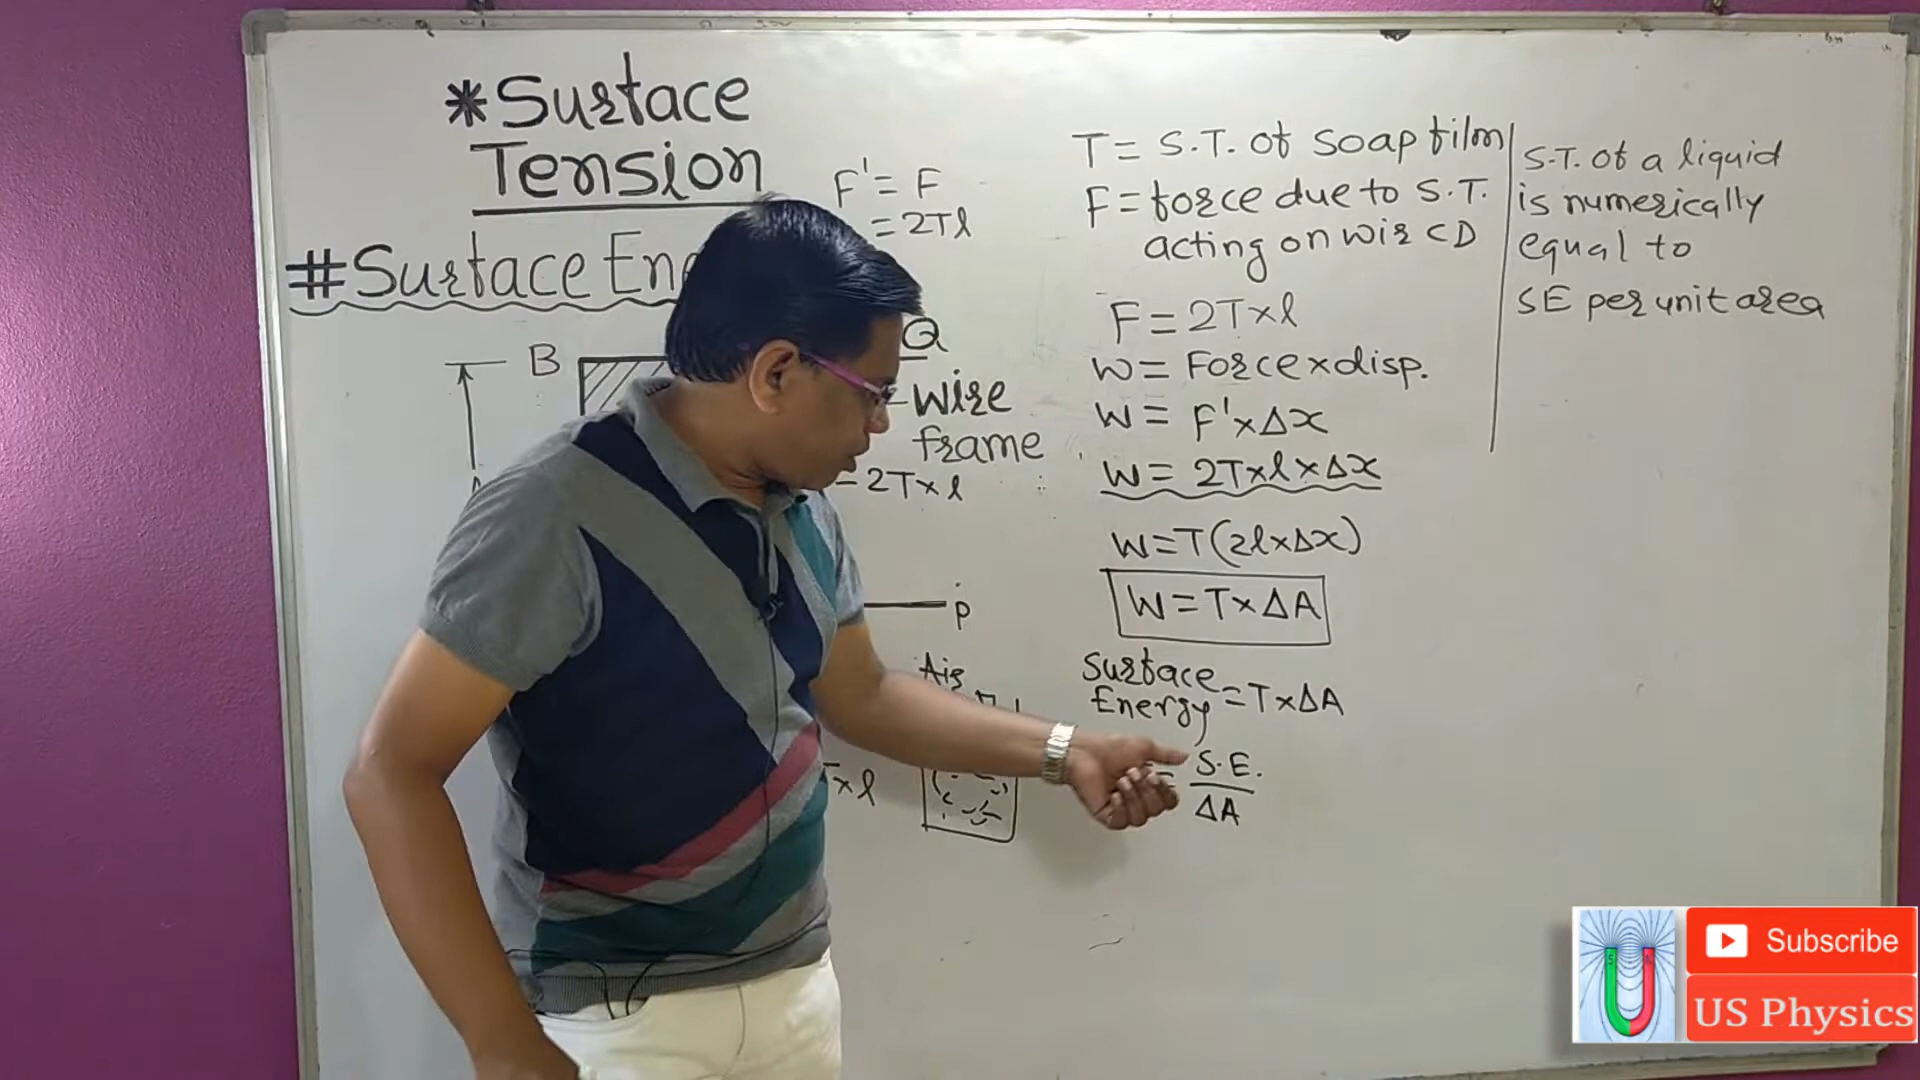 *Surface
Tension
#Surface Ene
F' = F
= 2Tl
B
Q
Wire
frame
= 2T×l
P
Air
T×l
T = S.T. of soap film
F = force due to S.T.
acting on wir CD
F = 2T×l
W = Force×disp.
W = F'×Δx
W = 2T×l×Δx
W=T(2l×Δx)
W = T×ΔA
Surface
Energy = T×ΔA
= S.E.
ΔA
S.T. of a liquid
is numerically
equal to
SE per unit area
Subscribe
US Physics